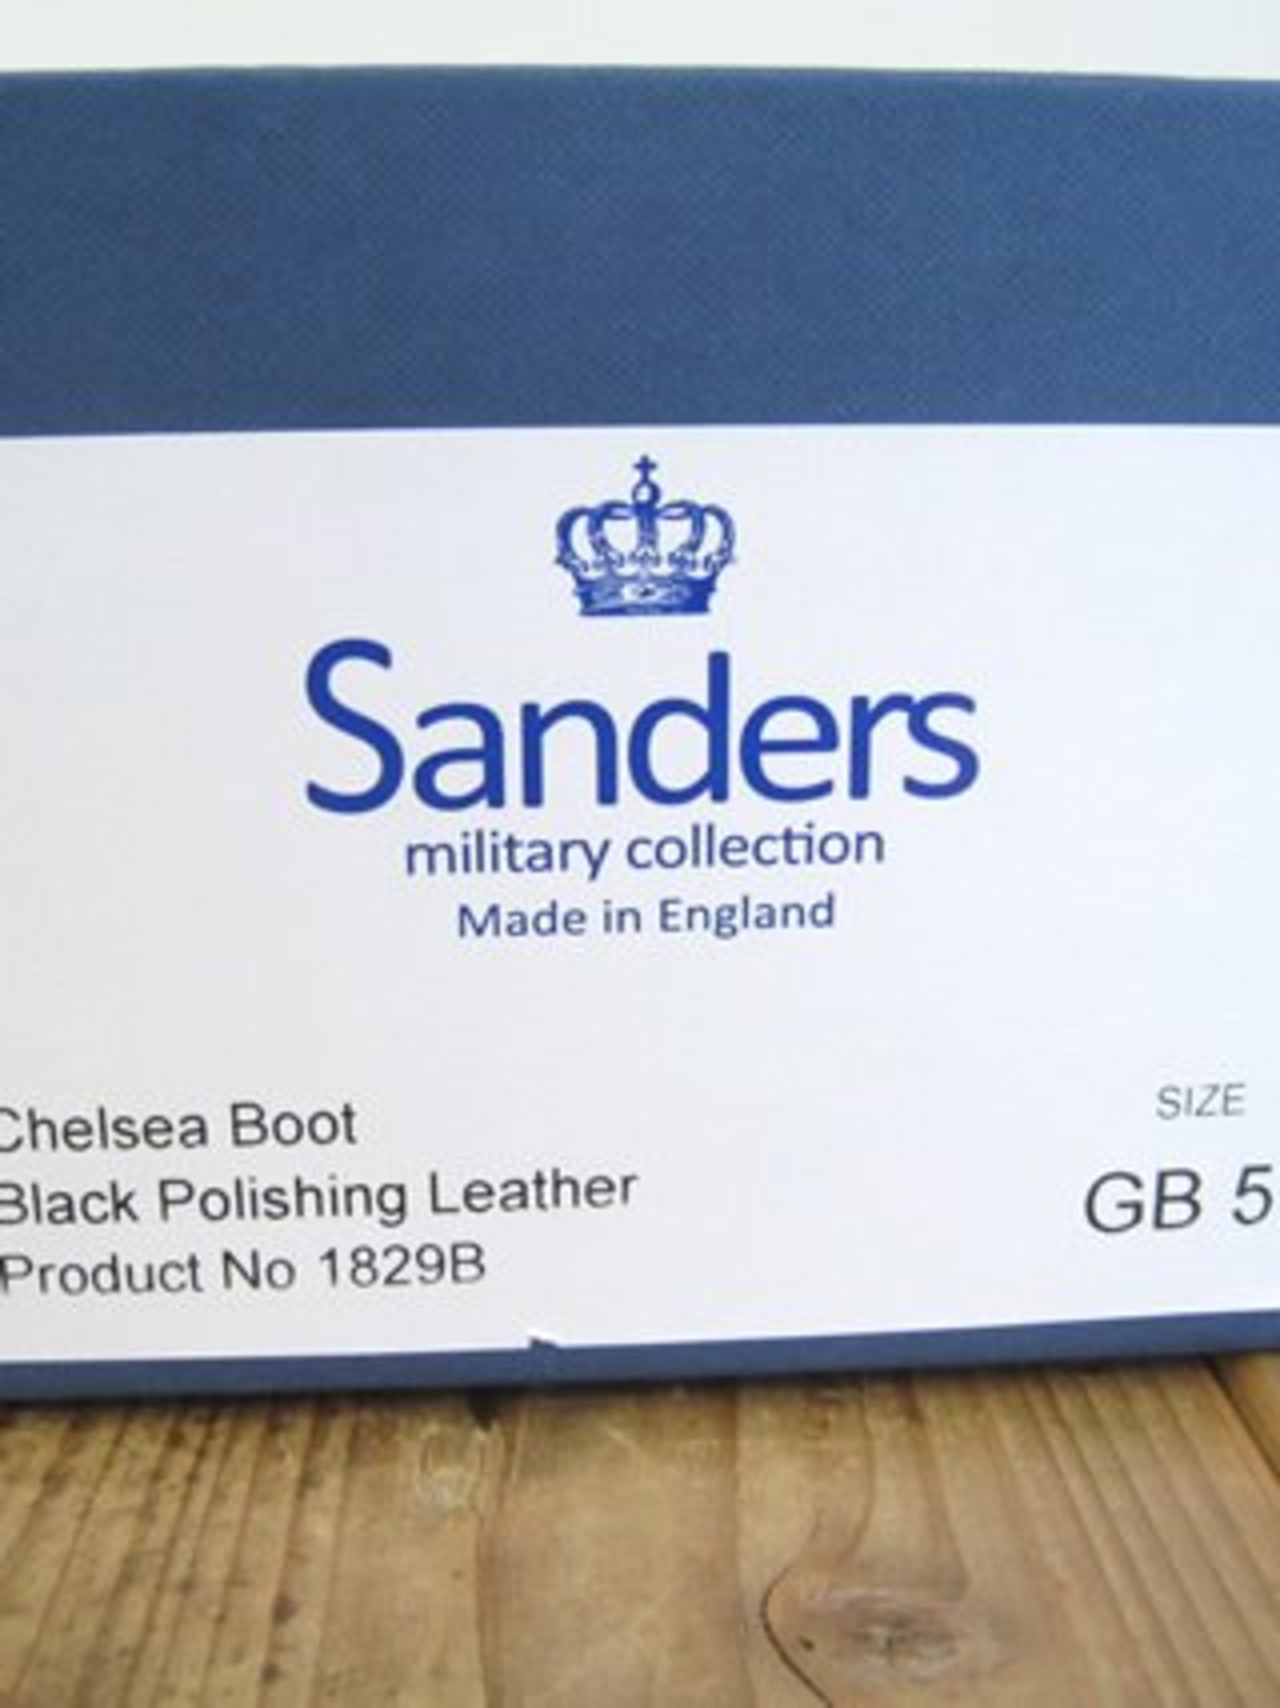 Sanders
military collection
Made in England
Chelsea Boot
Black Polishing Leather
Product No 1829B
SIZE
GB 5